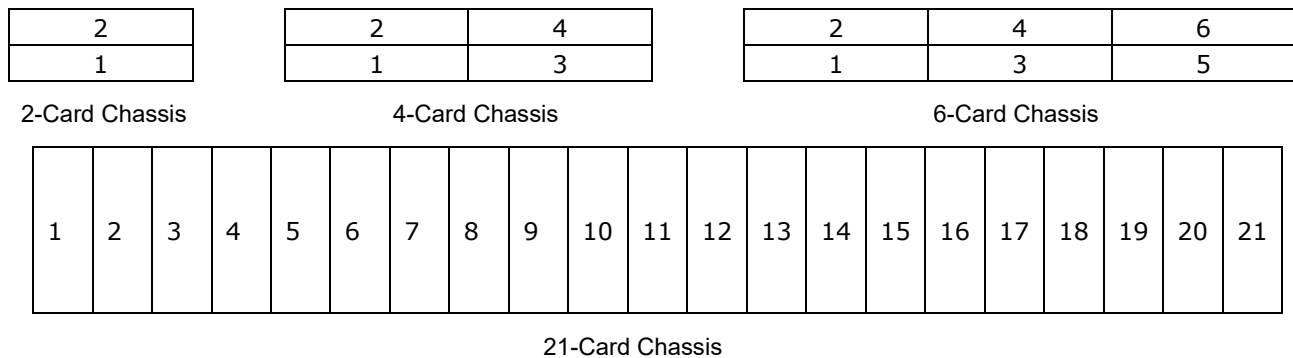 2 2 4 2 4 6
1 1 3 1 3 5
2-Card Chassis 4-Card Chassis 6-Card Chassis
1 2 3 4 5 6 7 8 9 10 11 12 13 14 15 16 17 18 19 20 21
21-Card Chassis